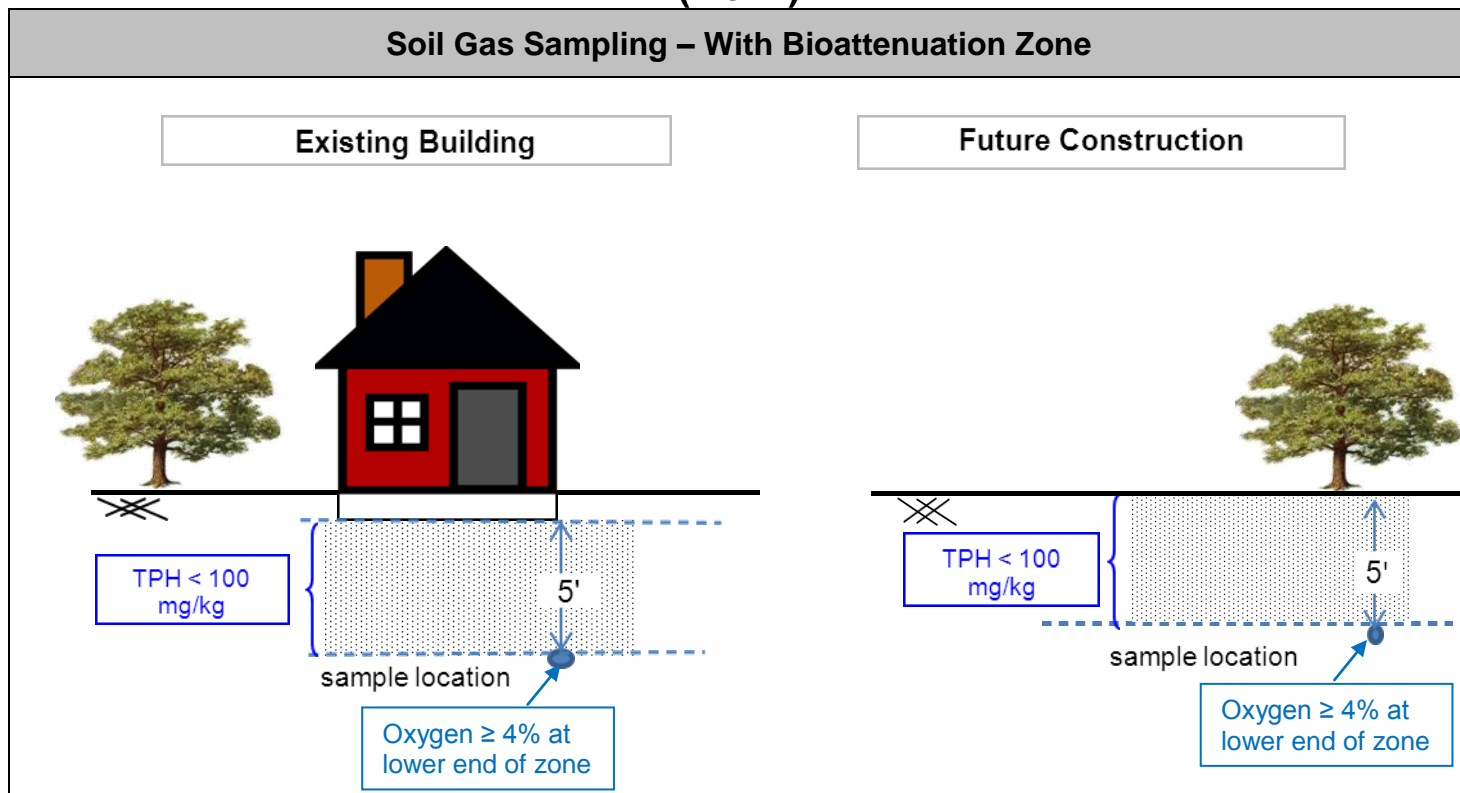 Soil Gas Sampling – With Bioattenuation Zone
Existing Building
Future Construction
TPH < 100
mg/kg
5'
sample location
Oxygen ≥ 4% at
lower end of zone
TPH < 100
mg/kg
5'
sample location
Oxygen ≥ 4% at
lower end of zone